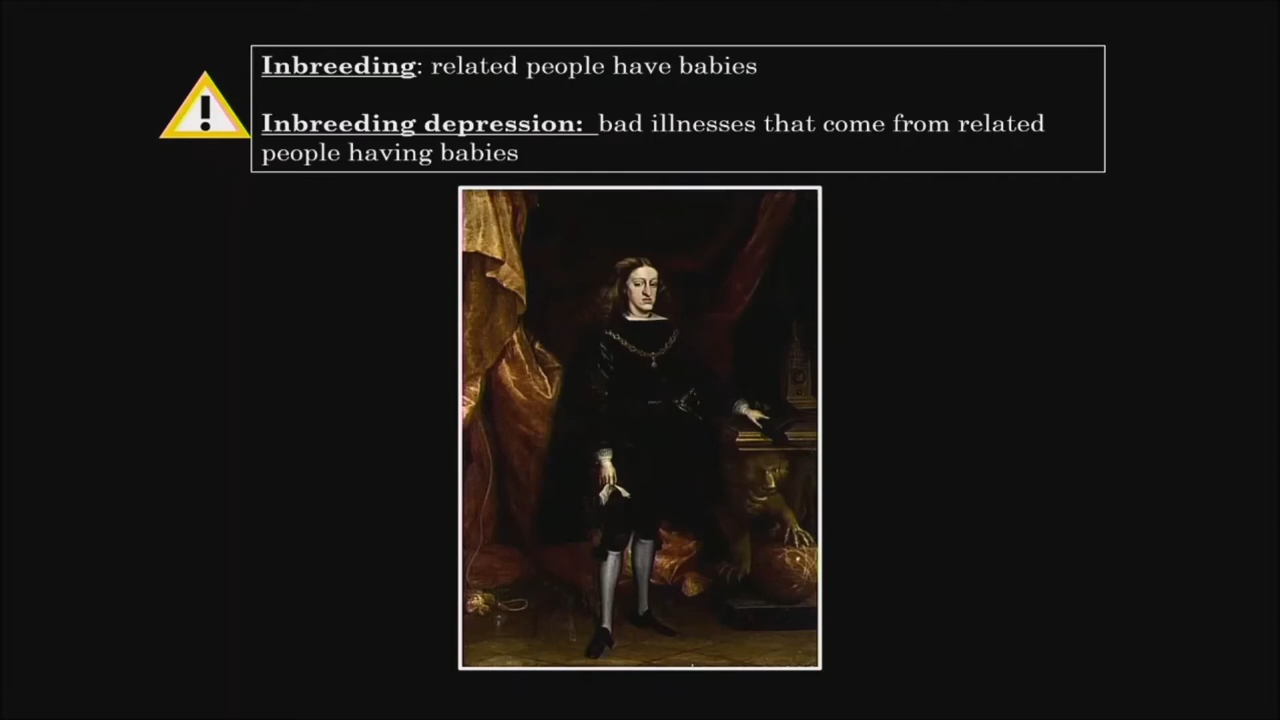 Inbreeding: related people have babies
Inbreeding depression: bad illnesses that come from related
people having babies